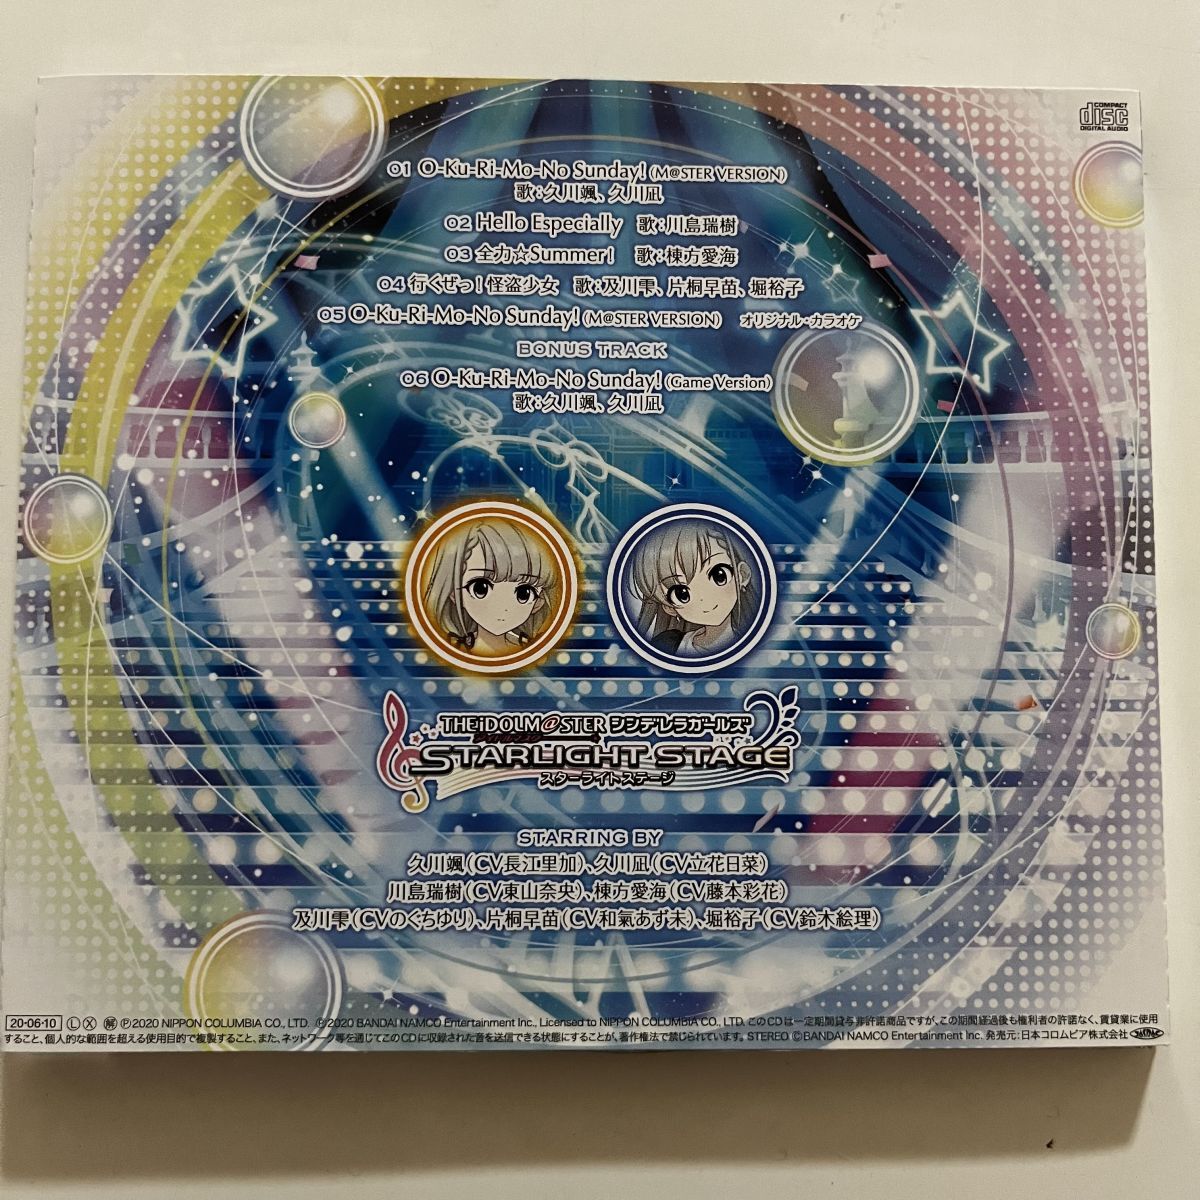 COMPACT
disc
DIGITAL AUDIO
01 O-Ku-Ri-Mo-No Sunday! (M@STER VERSION)
歌:久川颯、久川凪
02 Hello Especially 歌:川島瑞樹
03 全力☆Summer! 歌:棟方愛海
04 行くぜっ!怪盗少女 歌:及川雫、片桐早苗、堀裕子
05 O-Ku-Ri-Mo-No Sunday! (M@STER VERSION) オリジナル・カラオケ
BONUS TRACK
06 O-Ku-Ri-Mo-No Sunday! (Game Version)
歌:久川颯、久川凪
THE iDOLM@STER シンデレラガールズ
アイドルマスター
STARLIGHT STAGE
スターライトステージ
STARRING BY
久川颯(CV長江里加)、久川凪(CV立花日菜)
川島瑞樹(CV東山奈央)、棟方愛海(CV藤本彩花)
及川雫(CVのぐちゆり)、片桐早苗(CV和氣あず未)、堀裕子(CV鈴木絵理)
20-06-10 Ⓛ Ⓧ ㊙ ℗2020 NIPPON COLUMBIA CO., LTD. ℗2020 BANDAI NAMCO Entertainment Inc., Licensed to NIPPON COLUMBIA CO., LTD. このCDは一定期間貸与非許諾商品ですが、この期間経過後も権利者の許諾なく、賃貸業に使用
すること、個人的な範囲を超える使用目的で複製すること、また、ネットワーク等を通じてこのCDに収録された音を送信できる状態にすることが、著作権法で禁じられています。STEREO ©BANDAI NAMCO Entertainment Inc. 発売元:日本コロムビア株式会社